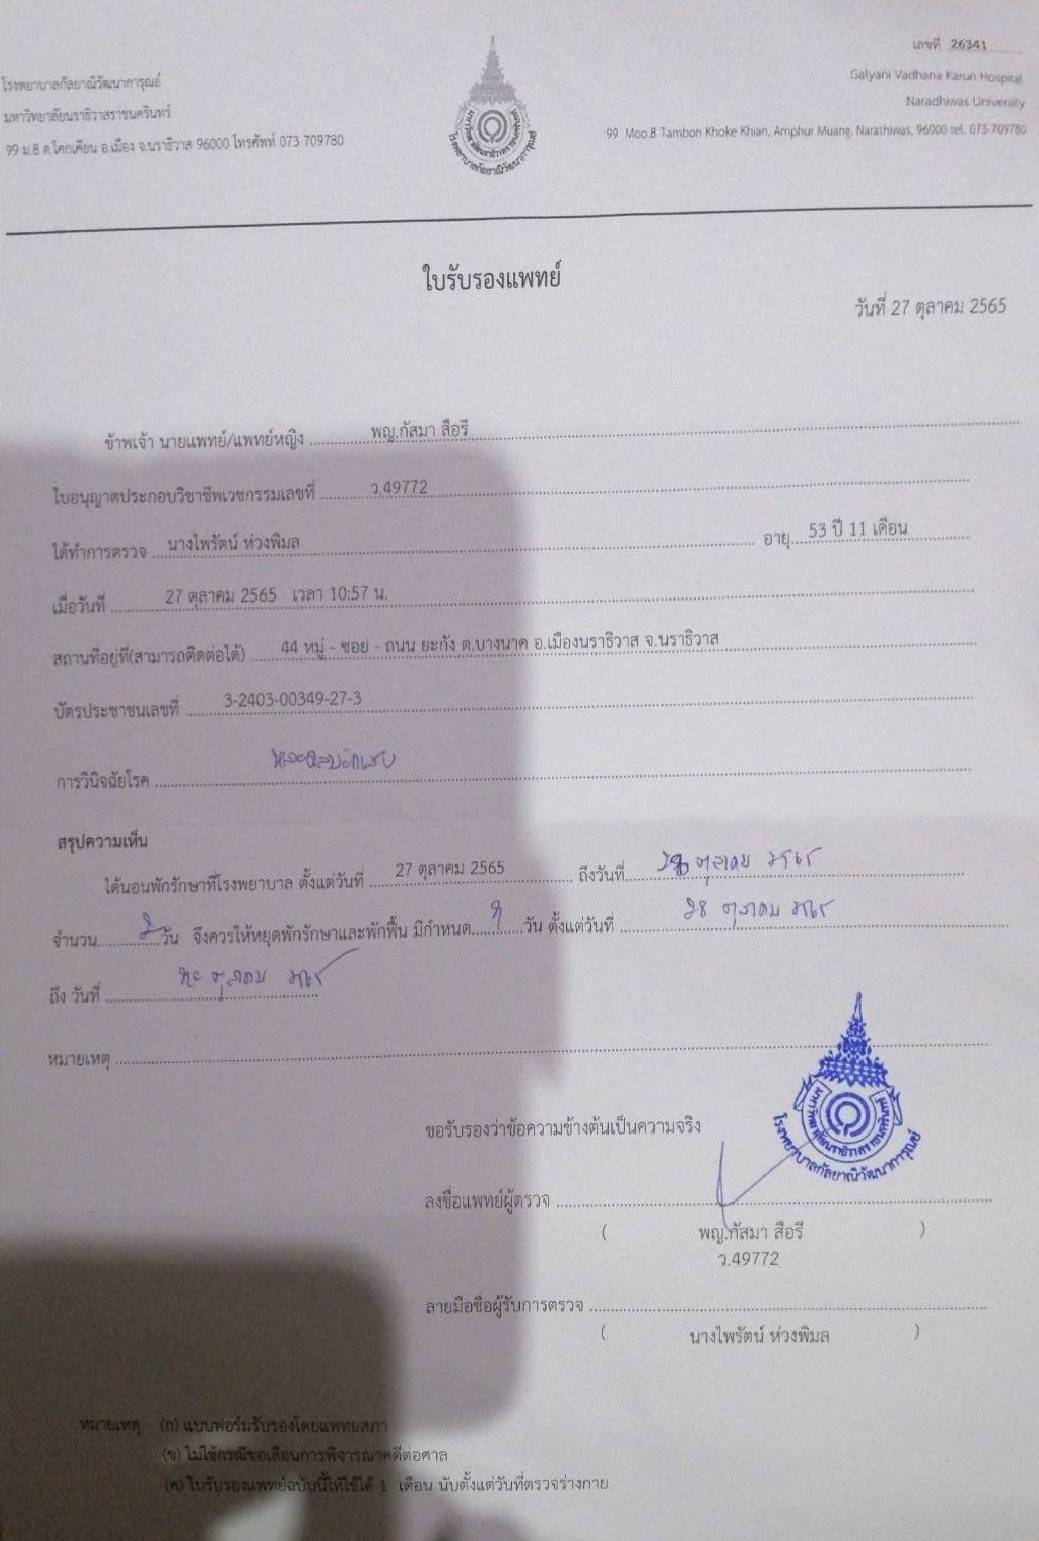 เลขที่ 26341
โรงพยาบาลกัลยาณิวัฒนาการุณย์
Galyani Vadhana Karun Hospital
มหาวิทยาลัยนราธิวาสราชนครินทร์
Naradhiwas University
99 ม.8 ต.โคกเคียน อ.เมือง จ.นราธิวาส 96000 โทรศัพท์ 073-709780
99 Moo.8 Tambon Khoke Khian, Amphur Muang, Narathiwas, 96000 tel. 073-709780
ใบรับรองแพทย์
วันที่ 27 ตุลาคม 2565
ข้าพเจ้า นายแพทย์/แพทย์หญิง พญ.กัสมา สือรี
ใบอนุญาตประกอบวิชาชีพเวชกรรมเลขที่ ว.49772
ได้ทำการตรวจ นางไพรัตน์ ห่วงพิมล อายุ 53 ปี 11 เดือน
เมื่อวันที่ 27 ตุลาคม 2565 เวลา 10:57 น.
สถานที่อยู่ที่(สามารถติดต่อได้) 44 หมู่ - ซอย - ถนน ยะกัง ต.บางนาค อ.เมืองนราธิวาส จ.นราธิวาส
บัตรประชาชนเลขที่ 3-2403-00349-27-3
การวินิจฉัยโรค
สรุปความเห็น
ได้นอนพักรักษาที่โรงพยาบาล ตั้งแต่วันที่ 27 ตุลาคม 2565 ถึงวันที่ 28 ตุลาคม 2565
จำนวน 2 วัน จึงควรให้หยุดพักรักษาและพักฟื้น มีกำหนด วัน ตั้งแต่วันที่ 28 ตุลาคม 2565
ถึง วันที่ ตุลาคม 2565
หมายเหตุ
ขอรับรองว่าข้อความข้างต้นเป็นความจริง
โรงพยาบาลกัลยาณิวัฒนาการุณย์
ลงชื่อแพทย์ผู้ตรวจ
( พญ.กัสมา สือรี )
ว.49772
ลายมือชื่อผู้รับการตรวจ
( นางไพรัตน์ ห่วงพิมล )
หมายเหตุ (ก) แบบฟอร์มรับรองโดยแพทยสภา
(ข) ไม่ใช้กรณีขอเลื่อนการพิจารณาคดีต่อศาล
(ค) ใบรับรองแพทย์ฉบับนี้ให้ใช้ได้ 1 เดือน นับตั้งแต่วันที่ตรวจร่างกาย